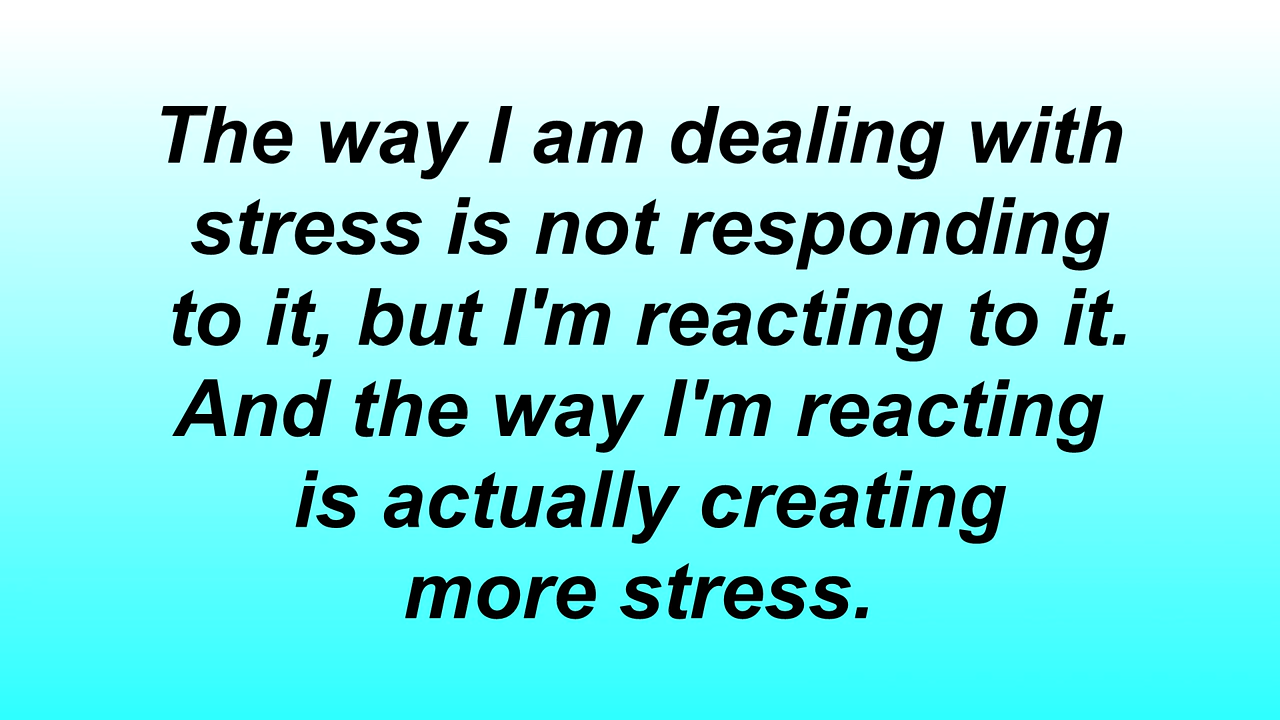 The way I am dealing with
stress is not responding
to it, but I'm reacting to it.
And the way I'm reacting
is actually creating
more stress.